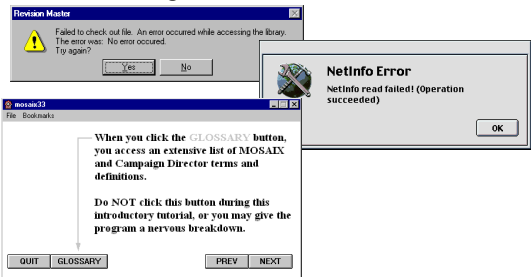 Revision Master
Failed to check out file. An error occurred while accessing the library.
The error was: No error occured.
Try again?
Yes No
NetInfo Error
NetInfo read failed! (Operation
succeeded)
OK
mosaix33
File Bookmarks
When you click the GLOSSARY button,
you access an extensive list of MOSAIX
and Campaign Director terms and
definitions.
Do NOT click this button during this
introductory tutorial, or you may give the
program a nervous breakdown.
QUIT GLOSSARY PREV NEXT